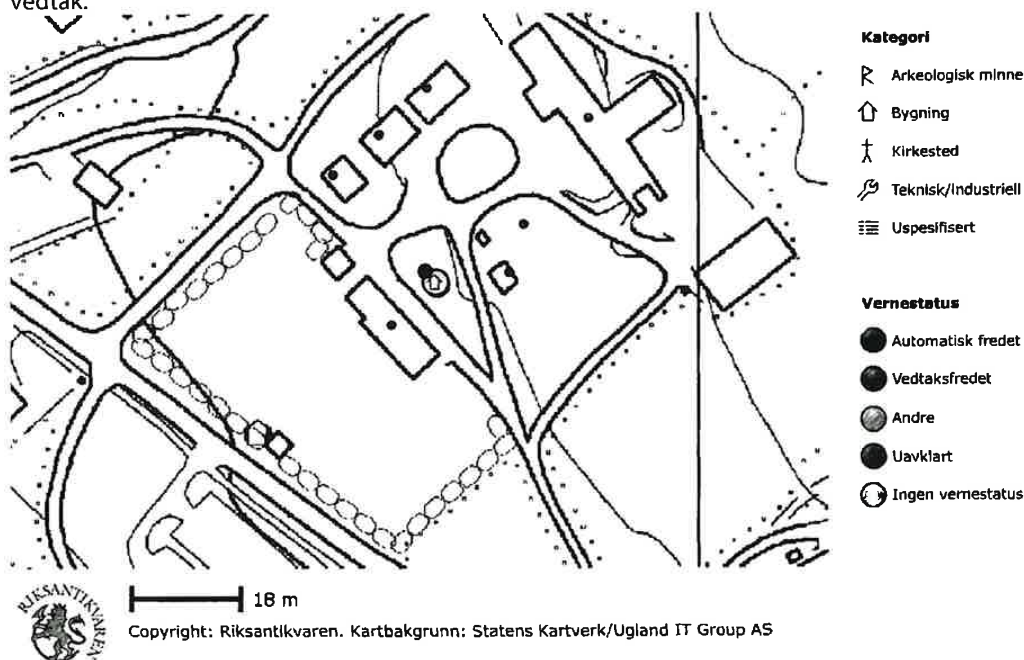 vedtak.
Kategori
Arkeologisk minne
Bygning
Kirkested
Teknisk/Industriell
Uspesifisert
Vernestatus
Automatisk fredet
Vedtaksfredet
Andre
Uavklart
Ingen vernestatus
RIKSANTIKVAREN
18 m
Copyright: Riksantikvaren. Kartbakgrunn: Statens Kartverk/Ugland IT Group AS